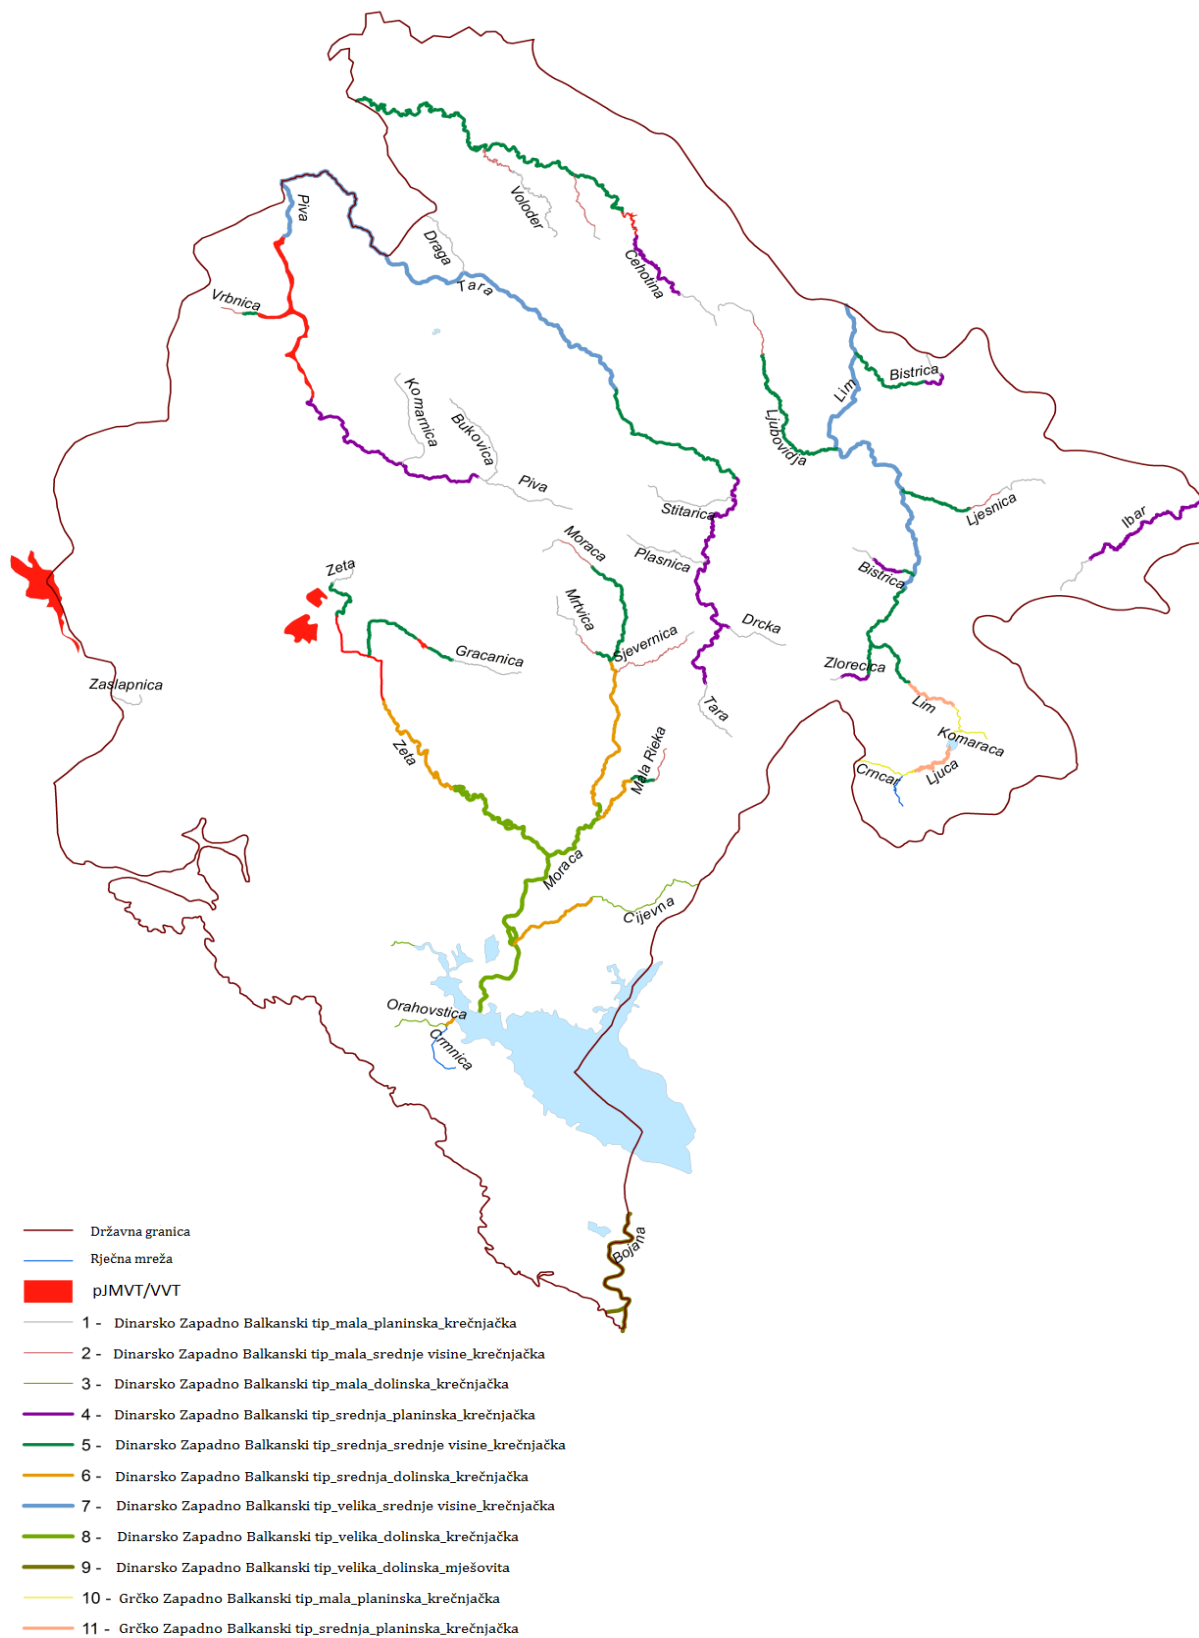 Piva
Voloder
Draga
Tara
Cehotina
Vrbnica
Komarnica
Bukovica
Piva
Lim
Bistrica
Ljubovidja
Stitarica
Ljesnica
Ibar
Moraca
Plasnica
Bistrica
Zeta
Mrtvica
Sjevernica
Drcka
Gracanica
Zlorecica
Zaslapnica
Tara
Lim
Komaraca
Zeta
Mala Rieka
Crncar
Ljuca
Moraca
Cijevna
Orahovstica
Crmnica
Bojana
Državna granica
Rječna mreža
pJMVT/VVT
1 - Dinarsko Zapadno Balkanski tip_mala_planinska_krečnjačka
2 - Dinarsko Zapadno Balkanski tip_mala_srednje visine_krečnjačka
3 - Dinarsko Zapadno Balkanski tip_mala_dolinska_krečnjačka
4 - Dinarsko Zapadno Balkanski tip_srednja_planinska_krečnjačka
5 - Dinarsko Zapadno Balkanski tip_srednja_srednje visine_krečnjačka
6 - Dinarsko Zapadno Balkanski tip_srednja_dolinska_krečnjačka
7 - Dinarsko Zapadno Balkanski tip_velika_srednje visine_krečnjačka
8 - Dinarsko Zapadno Balkanski tip_velika_dolinska_krečnjačka
9 - Dinarsko Zapadno Balkanski tip_velika_dolinska_mješovita
10 - Grčko Zapadno Balkanski tip_mala_planinska_krečnjačka
11 - Grčko Zapadno Balkanski tip_srednja_planinska_krečnjačka